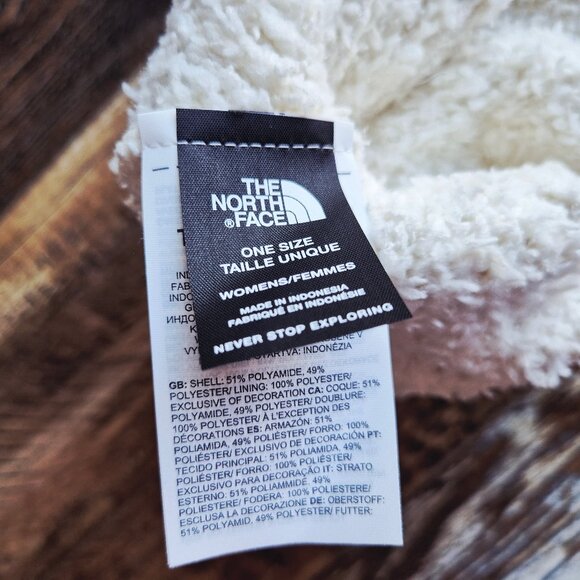 THE
NORTH
®FACE
ONE SIZE
TAILLE UNIQUE
WOMENS/FEMMES
MADE IN INDONESIA
FABRIQUÉ EN INDONÉSIE
NEVER STOP EXPLORING
INDONÉZIA
GB: SHELL: 51% POLYAMIDE, 49%
POLYESTER/ LINING: 100% POLYESTER/
EXCLUSIVE OF DECORATION CA: COQUE: 51%
POLYAMIDE, 49% POLYESTER/ DOUBLURE:
100% POLYESTER/ À L'EXCEPTION DES
DÉCORATIONS ES: ARMAZÓN: 51%
POLIAMIDA, 49% POLIÉSTER/ FORRO: 100%
POLIÉSTER/ EXCLUSIVO DE DECORACIÓN PT:
TECIDO PRINCIPAL: 51% POLIAMIDA, 49%
POLIÉSTER/ FORRO: 100% POLIÉSTER/
EXCLUSIVO PARA DECORAÇÃO IT: STRATO
ESTERNO: 51% POLIAMMIDE, 49%
POLIESTERE/ FODERA: 100% POLIESTERE/
ESCLUSA LA DECORAZIONE DE: OBERSTOFF:
51% POLYAMID, 49% POLYESTER/ FUTTER: